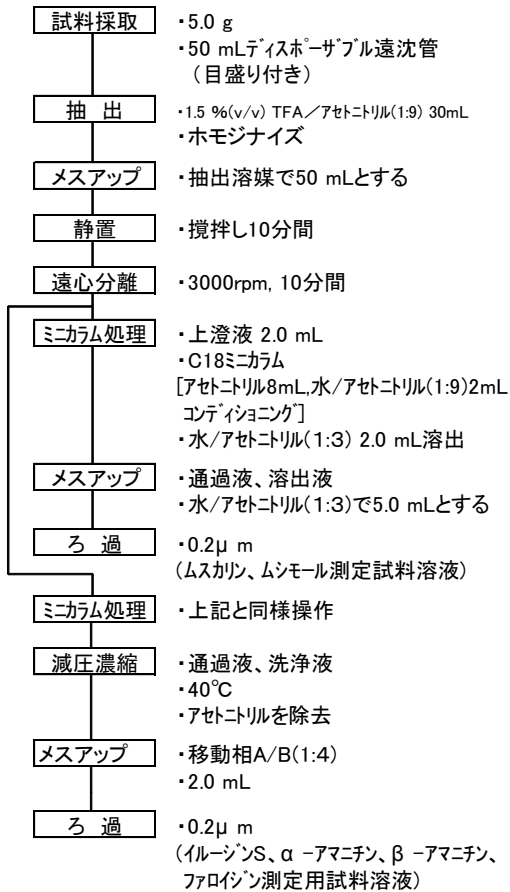 試料採取 ・5.0 g
・50 mLディスポーザブル遠沈管
（目盛り付き）
抽 出 ・1.5 %(v/v) TFA／アセトニトリル(1:9) 30mL
・ホモジナイズ
メスアップ ・抽出溶媒で50 mLとする
静置 ・撹拌し10分間
遠心分離 ・3000rpm, 10分間
ミニカラム処理 ・上澄液 2.0 mL
・C18ミニカラム
[アセトニトリル8mL,水/アセトニトリル(1:9)2mL
コンディショニング]
・水/アセトニトリル(1:3) 2.0 mL溶出
メスアップ ・通過液、溶出液
・水/アセトニトリル(1:3)で5.0 mLとする
ろ 過 ・0.2μ m
(ムスカリン、ムシモール測定試料溶液)
ミニカラム処理 ・上記と同様操作
減圧濃縮 ・通過液、洗浄液
・40℃
・アセトニトリルを除去
メスアップ ・移動相A/B(1:4)
・2.0 mL
ろ 過 ・0.2μ m
(イルージンS、α －アマニチン、β －アマニチン、
ファロイジン測定用試料溶液)